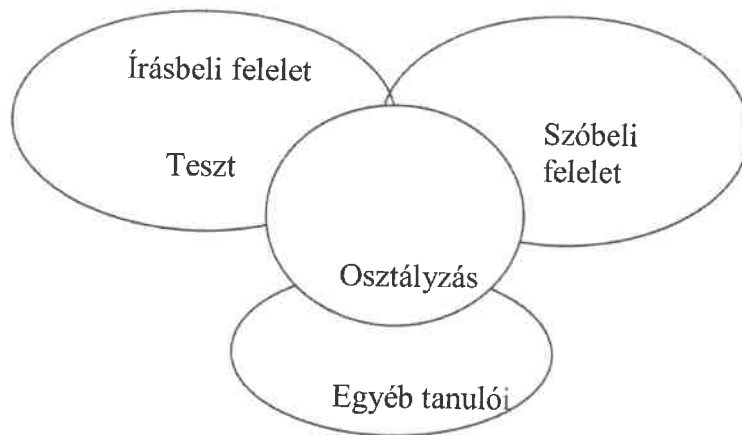 Írásbeli felelet
Teszt
Szóbeli
felelet
Osztályzás
Egyéb tanulói